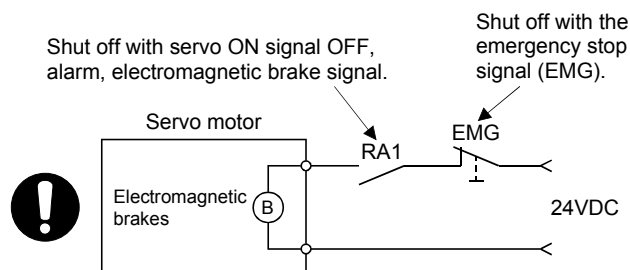 Shut off with servo ON signal OFF,
alarm, electromagnetic brake signal.
Shut off with the
emergency stop
signal (EMG).
Servo motor
RA1
EMG
Electromagnetic
brakes
B
24VDC